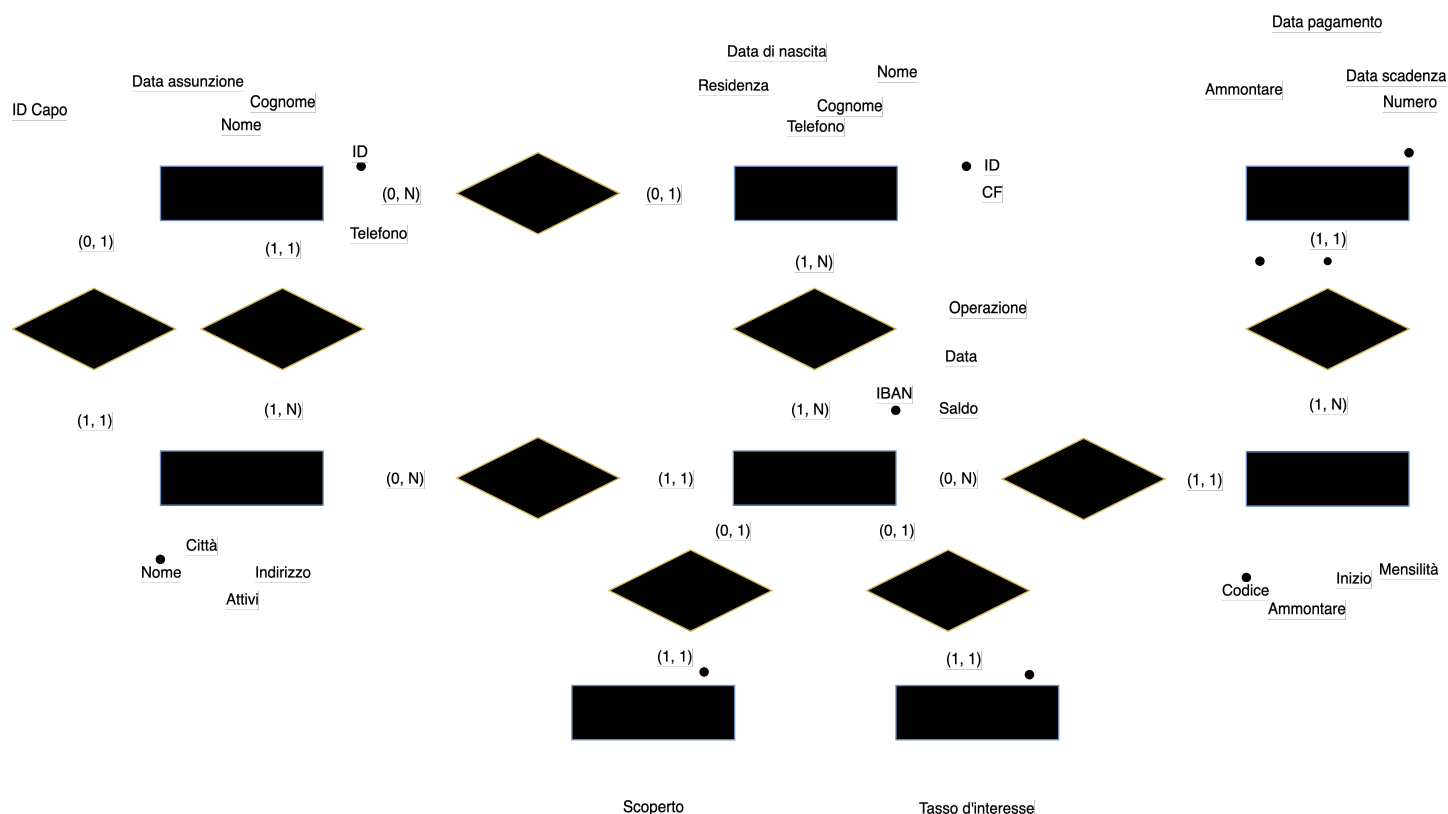 Data pagamento
Data di nascita
Nome
Data scadenza
Data assunzione
Residenza
Ammontare
Cognome
Cognome
Numero
ID Capo
Nome
Telefono
ID
ID
(0, N)
(0, 1)
CF
Telefono
(0, 1)
(1, 1)
(1, N)
(1, 1)
Operazione
Data
IBAN
Saldo
(1, 1)
(1, N)
(1, N)
(1, N)
(0, N)
(1, 1)
(0, N)
(1, 1)
(0, 1)
(0, 1)
Città
Nome
Indirizzo
Attivi
Codice
Inizio
Mensilità
Ammontare
(1, 1)
(1, 1)
Scoperto
Tasso d'interesse